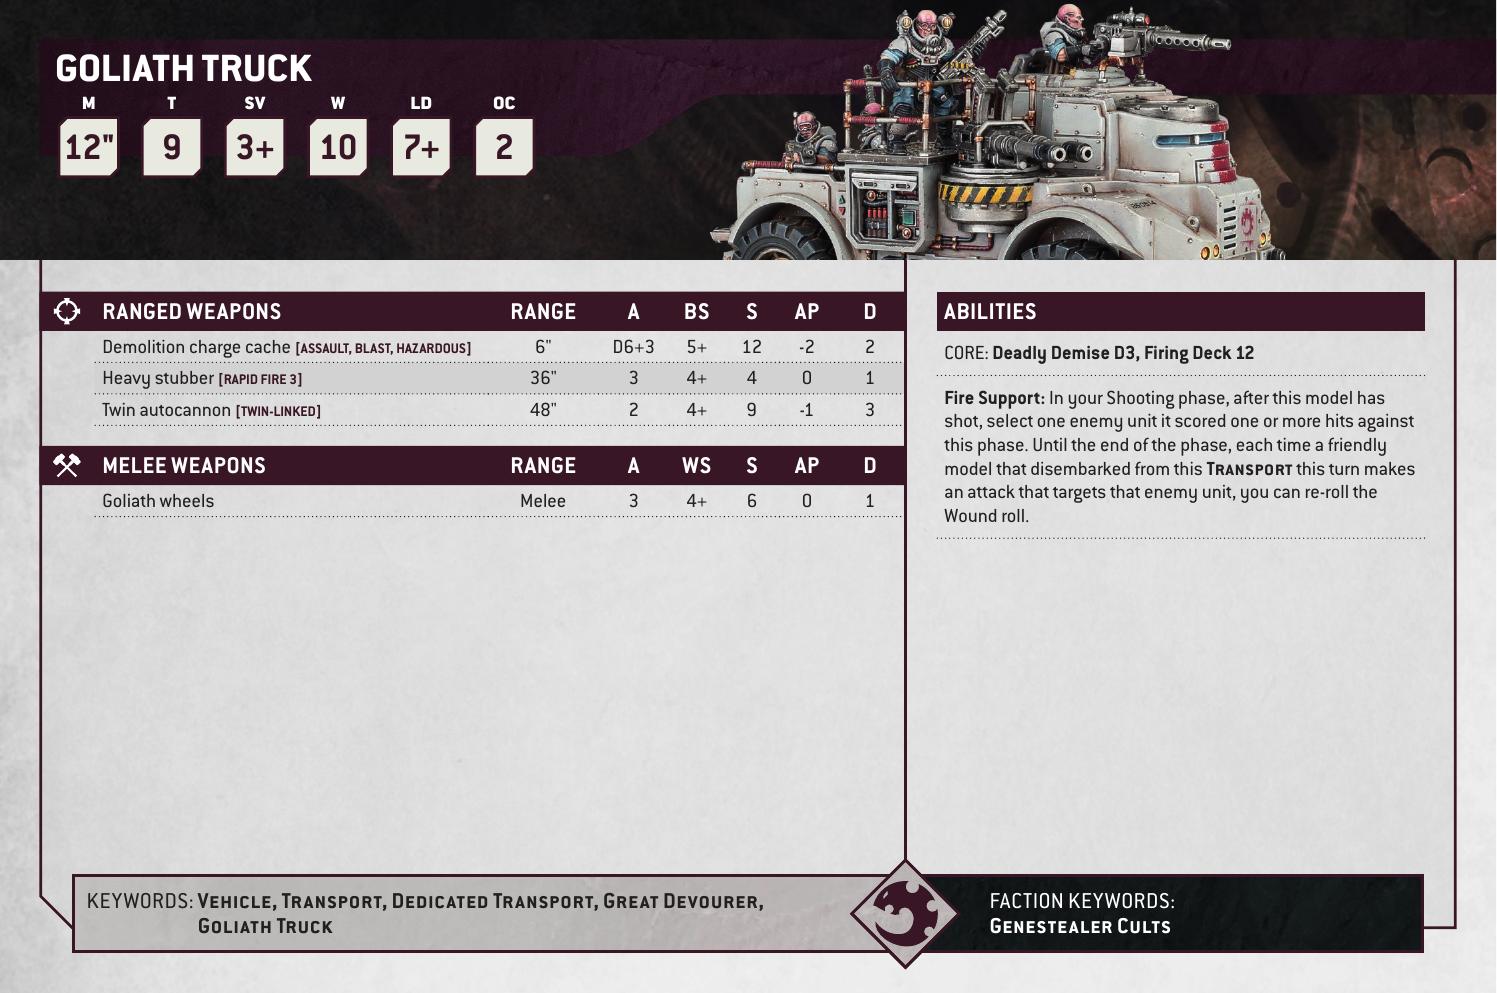 GOLIATH TRUCK
M T SV W LD OC
12" 9 3+ 10 7+ 2
RANGED WEAPONS RANGE A BS S AP D
Demolition charge cache [ASSAULT, BLAST, HAZARDOUS] 6" D6+3 5+ 12 -2 2
Heavy stubber [RAPID FIRE 3] 36" 3 4+ 4 0 1
Twin autocannon [TWIN-LINKED] 48" 2 4+ 9 -1 3
MELEE WEAPONS RANGE A WS S AP D
Goliath wheels Melee 3 4+ 6 0 1
ABILITIES
CORE: Deadly Demise D3, Firing Deck 12
Fire Support: In your Shooting phase, after this model has
shot, select one enemy unit it scored one or more hits against
this phase. Until the end of the phase, each time a friendly
model that disembarked from this TRANSPORT this turn makes
an attack that targets that enemy unit, you can re-roll the
Wound roll.
KEYWORDS: VEHICLE, TRANSPORT, DEDICATED TRANSPORT, GREAT DEVOURER,
GOLIATH TRUCK
FACTION KEYWORDS:
GENESTEALER CULTS